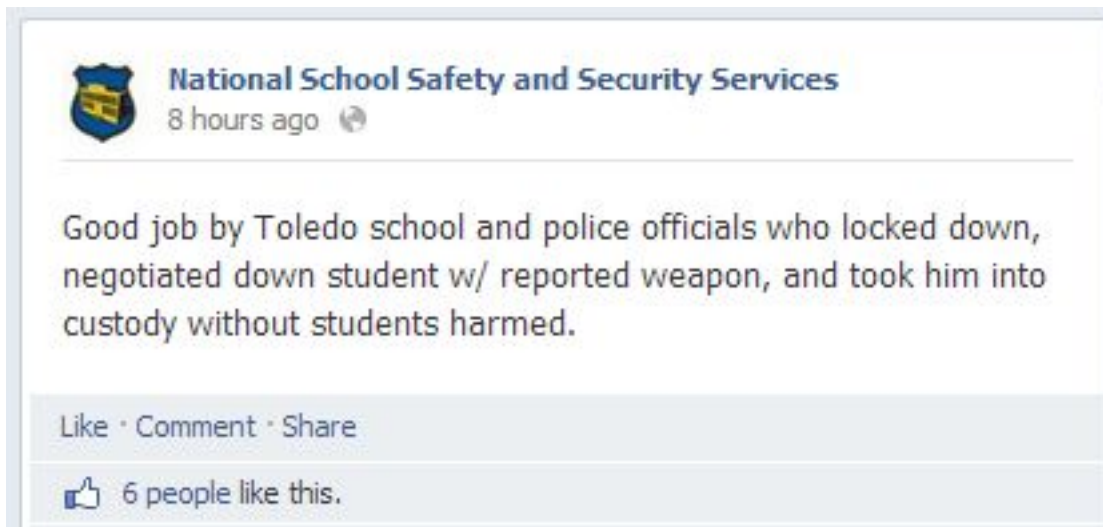 National School Safety and Security Services
8 hours ago
Good job by Toledo school and police officials who locked down,
negotiated down student w/ reported weapon, and took him into
custody without students harmed.
Like · Comment · Share
6 people like this.